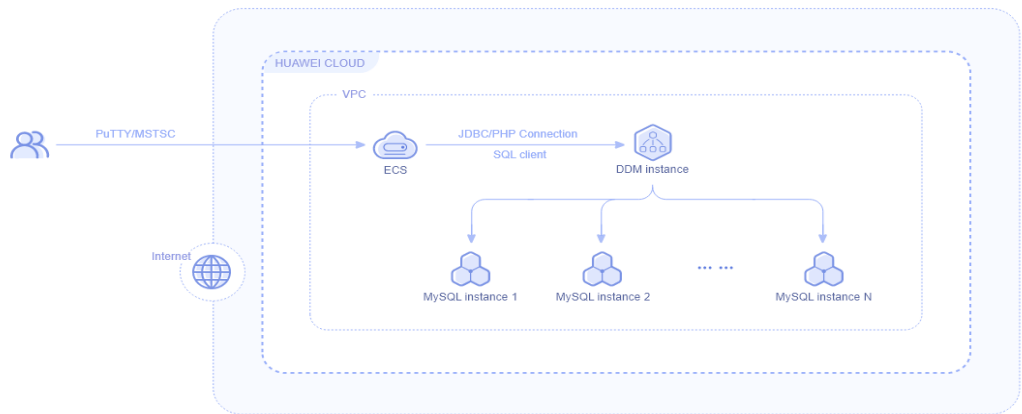 HUAWEI CLOUD
VPC
PuTTY/MSTSC
JDBC/PHP Connection
SQL client
ECS
DDM instance
Internet
... ...
MySQL instance 1
MySQL instance 2
MySQL instance N